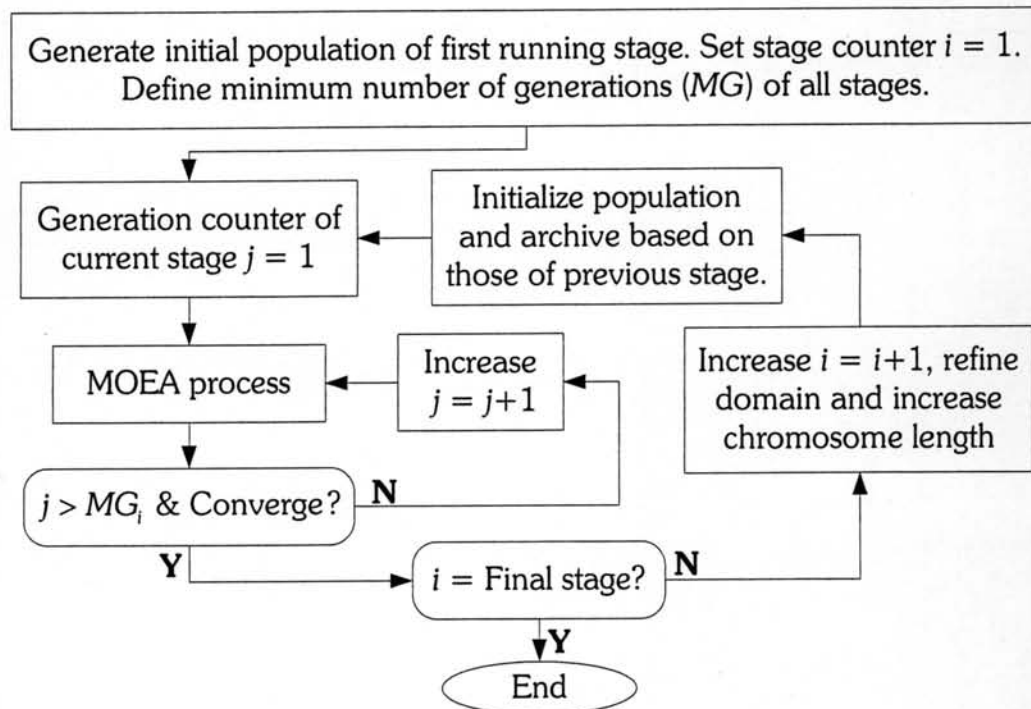 Generate initial population of first running stage. Set stage counter i = 1.
Define minimum number of generations (MG) of all stages.
Generation counter of
current stage j = 1
Initialize population
and archive based on
those of previous stage.
MOEA process
Increase
j = j+1
Increase i = i+1, refine
domain and increase
chromosome length
j > MGᵢ & Converge?
N
Y
i = Final stage?
N
Y
End